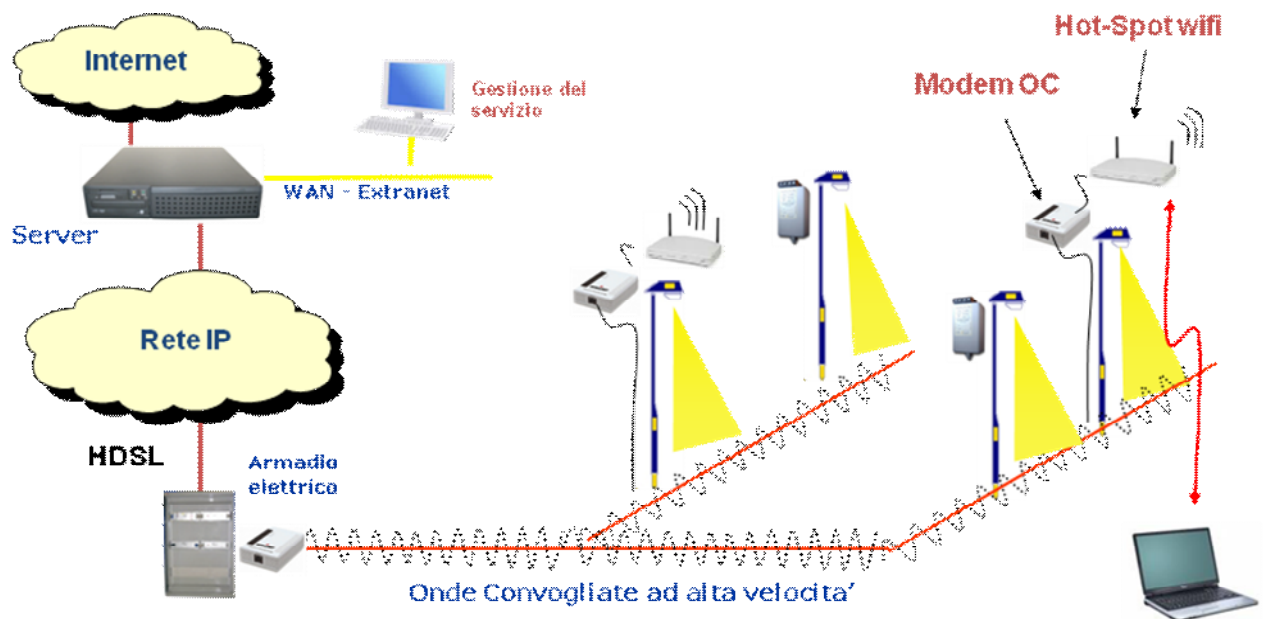 Internet
Hot-Spot wifi
Modem OC
Gestione del
servizio
WAN - Extranet
Server
Rete IP
HDSL
Armadio
elettrico
Onde Convogliate ad alta velocita'